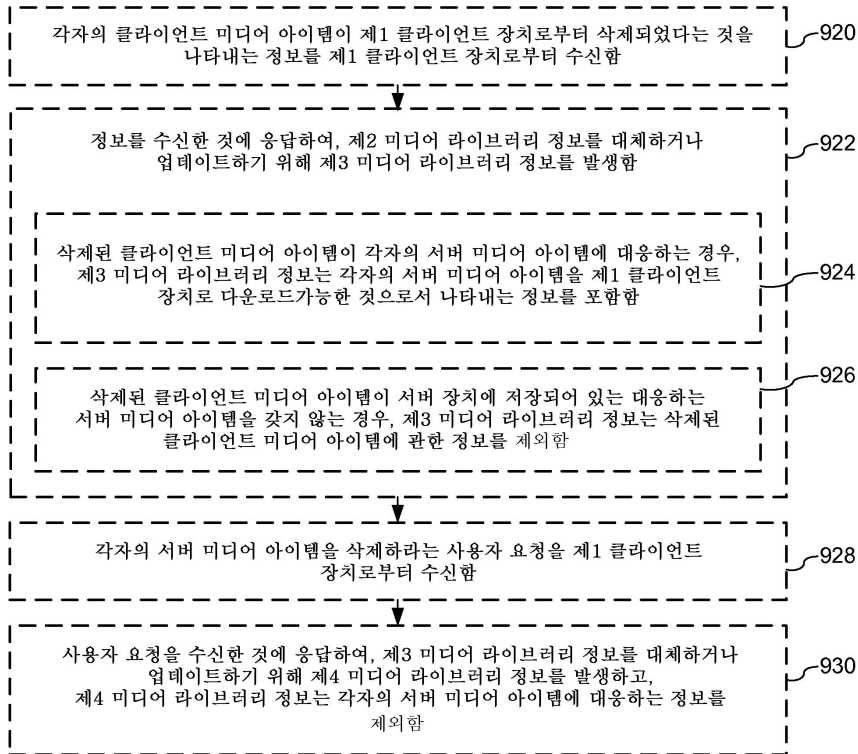 각자의 클라이언트 미디어 아이템이 제1 클라이언트 장치로부터 삭제되었다는 것을
나타내는 정보를 제1 클라이언트 장치로부터 수신함
920
정보를 수신한 것에 응답하여, 제2 미디어 라이브러리 정보를 대체하거나
업데이트하기 위해 제3 미디어 라이브러리 정보를 발생함
922
삭제된 클라이언트 미디어 아이템이 각자의 서버 미디어 아이템에 대응하는 경우,
제3 미디어 라이브러리 정보는 각자의 서버 미디어 아이템을 제1 클라이언트
장치로 다운로드가능한 것으로서 나타내는 정보를 포함함
924
삭제된 클라이언트 미디어 아이템이 서버 장치에 저장되어 있는 대응하는
서버 미디어 아이템을 갖지 않는 경우, 제3 미디어 라이브러리 정보는 삭제된
클라이언트 미디어 아이템에 관한 정보를 제외함
926
각자의 서버 미디어 아이템을 삭제하라는 사용자 요청을 제1 클라이언트
장치로부터 수신함
928
사용자 요청을 수신한 것에 응답하여, 제3 미디어 라이브러리 정보를 대체하거나
업데이트하기 위해 제4 미디어 라이브러리 정보를 발생하고,
제4 미디어 라이브러리 정보는 각자의 서버 미디어 아이템에 대응하는 정보를
제외함
930